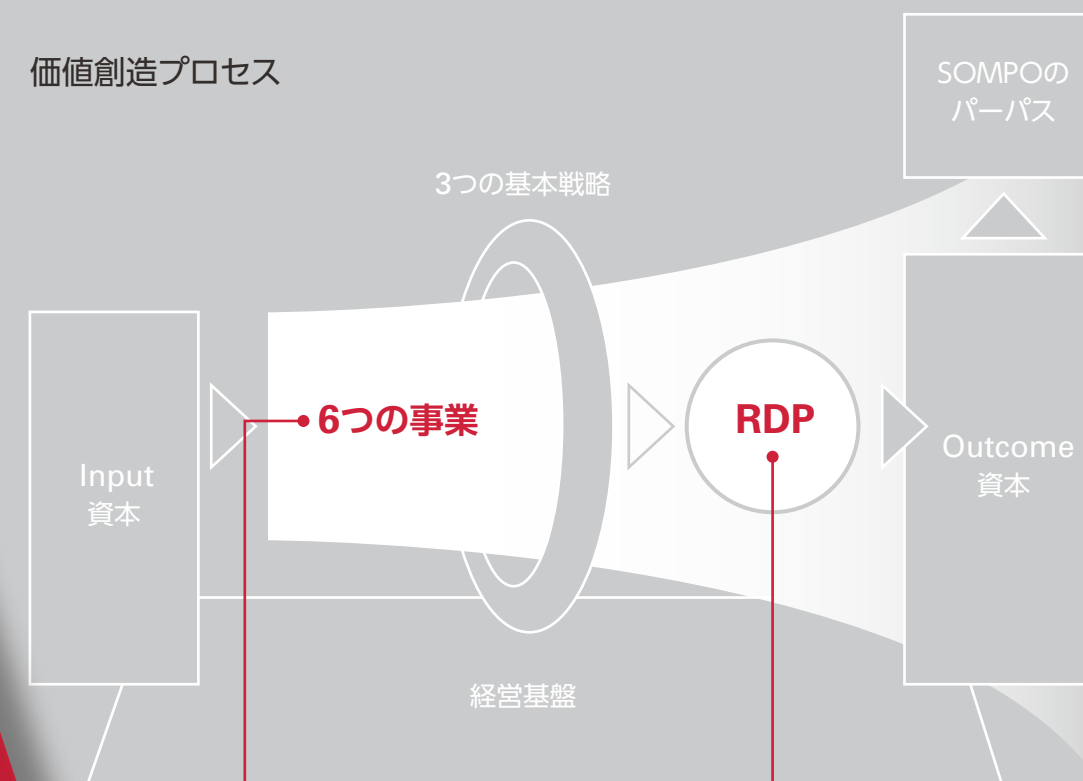 価値創造プロセス
SOMPOの
パーパス
3つの基本戦略
6つの事業
RDP
Input
資本
Outcome
資本
経営基盤